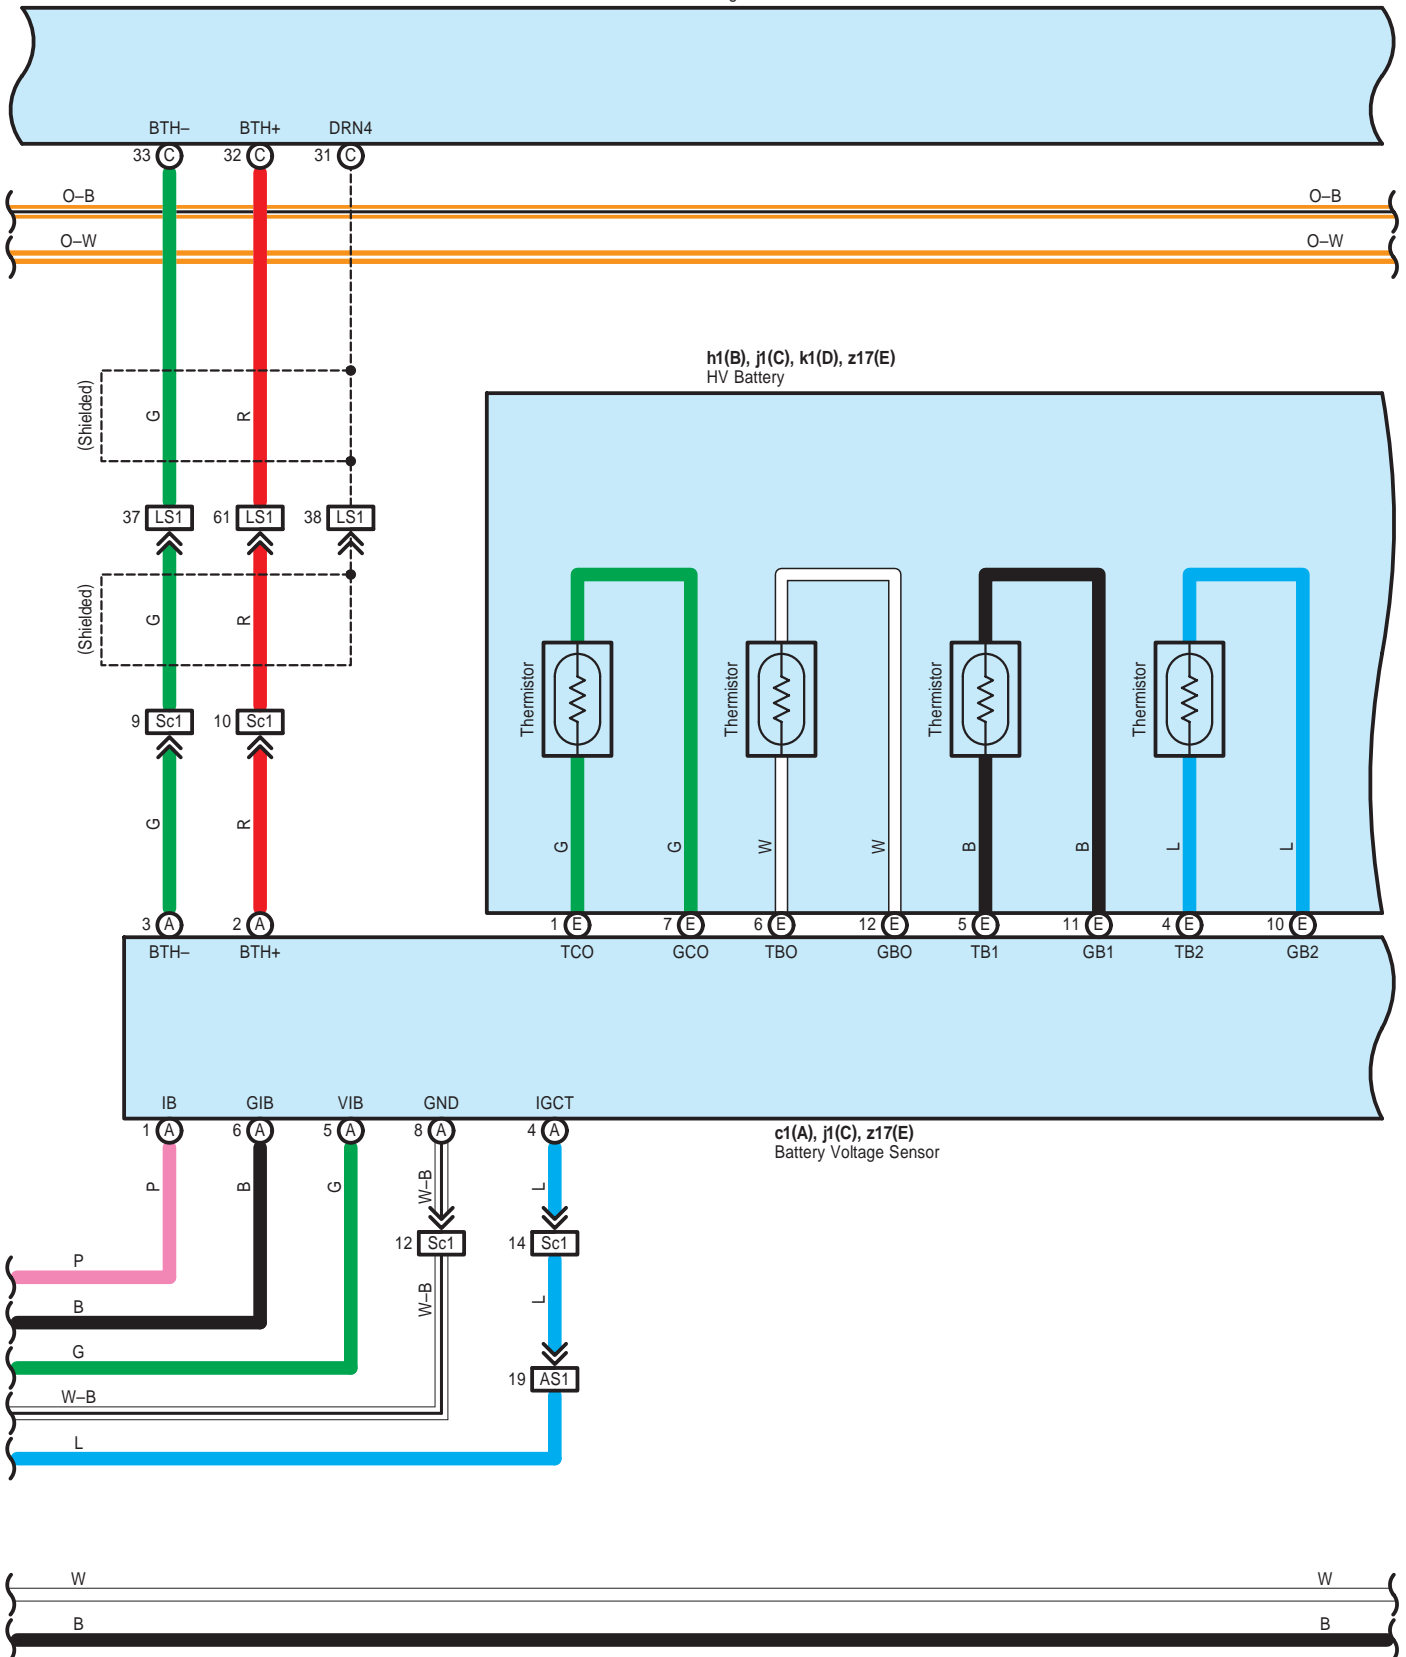 BTH– BTH+ DRN4
33 C 32 C 31 C
O–B O–B
O–W O–W
h1(B), j1(C), k1(D), z17(E)
HV Battery
(Shielded) G R
37 LS1 61 LS1 38 LS1
(Shielded) G R
Thermistor Thermistor Thermistor Thermistor
9 Sc1 10 Sc1
G R G G W W B B L L
3 A 2 A 1 E 7 E 6 E 12 E 5 E 11 E 4 E 10 E
BTH– BTH+ TCO GCO TBO GBO TB1 GB1 TB2 GB2
IB GIB VIB GND IGCT
1 A 6 A 5 A 8 A 4 A
c1(A), j1(C), z17(E)
Battery Voltage Sensor
P B G W–B L
12 Sc1 14 Sc1
P
W–B L
B
G
19 AS1
W–B
L
W W
B B